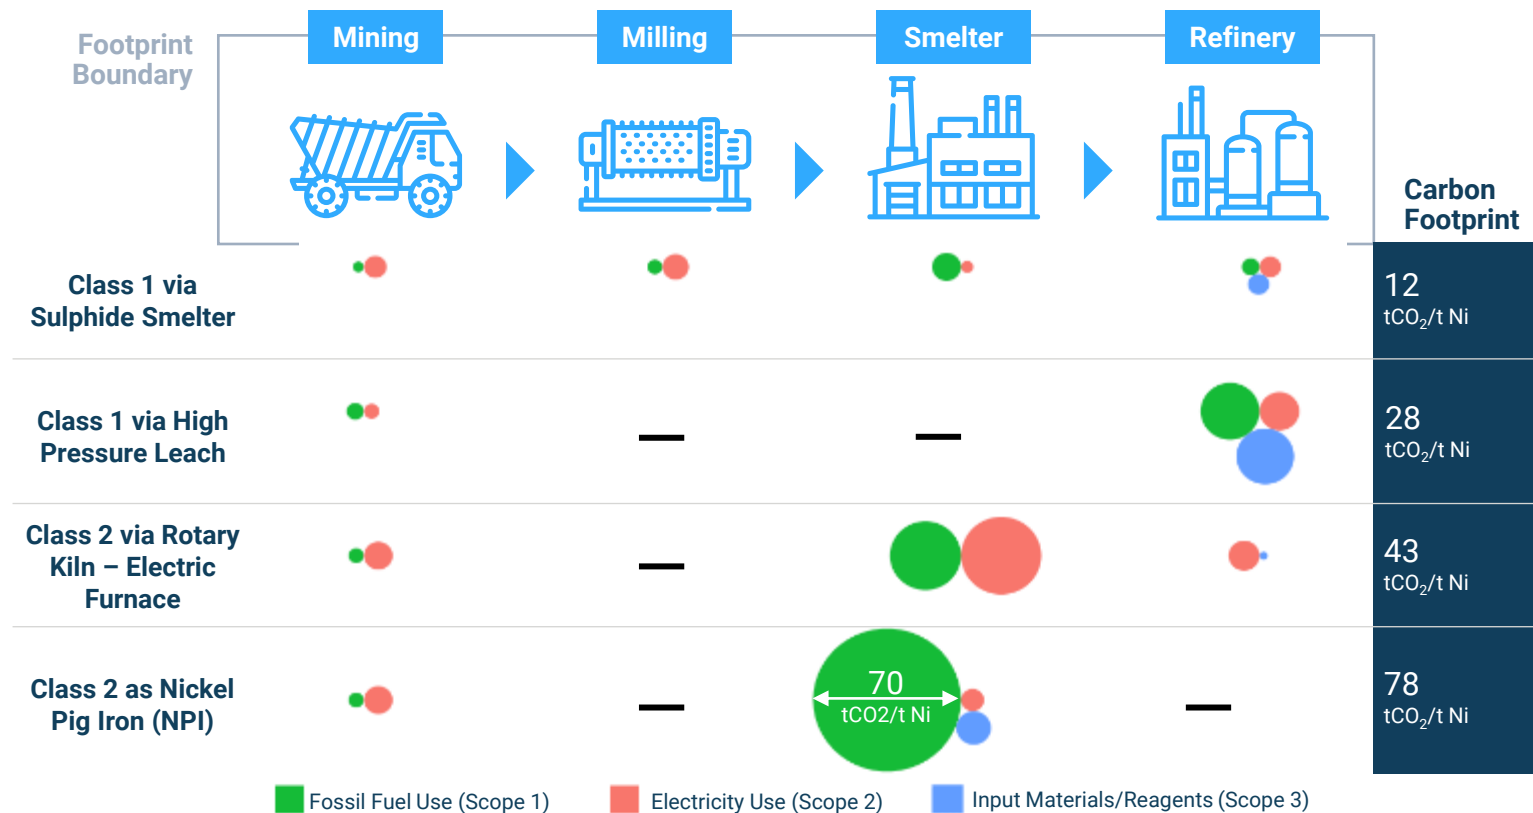 Footprint
Boundary
Mining
Milling
Smelter
Refinery
Carbon
Footprint
Class 1 via
Sulphide Smelter
12
tCO₂/t Ni
Class 1 via High
Pressure Leach
28
tCO₂/t Ni
Class 2 via Rotary
Kiln – Electric
Furnace
43
tCO₂/t Ni
Class 2 as Nickel
Pig Iron (NPI)
70
tCO2/t Ni
78
tCO₂/t Ni
Fossil Fuel Use (Scope 1)
Electricity Use (Scope 2)
Input Materials/Reagents (Scope 3)